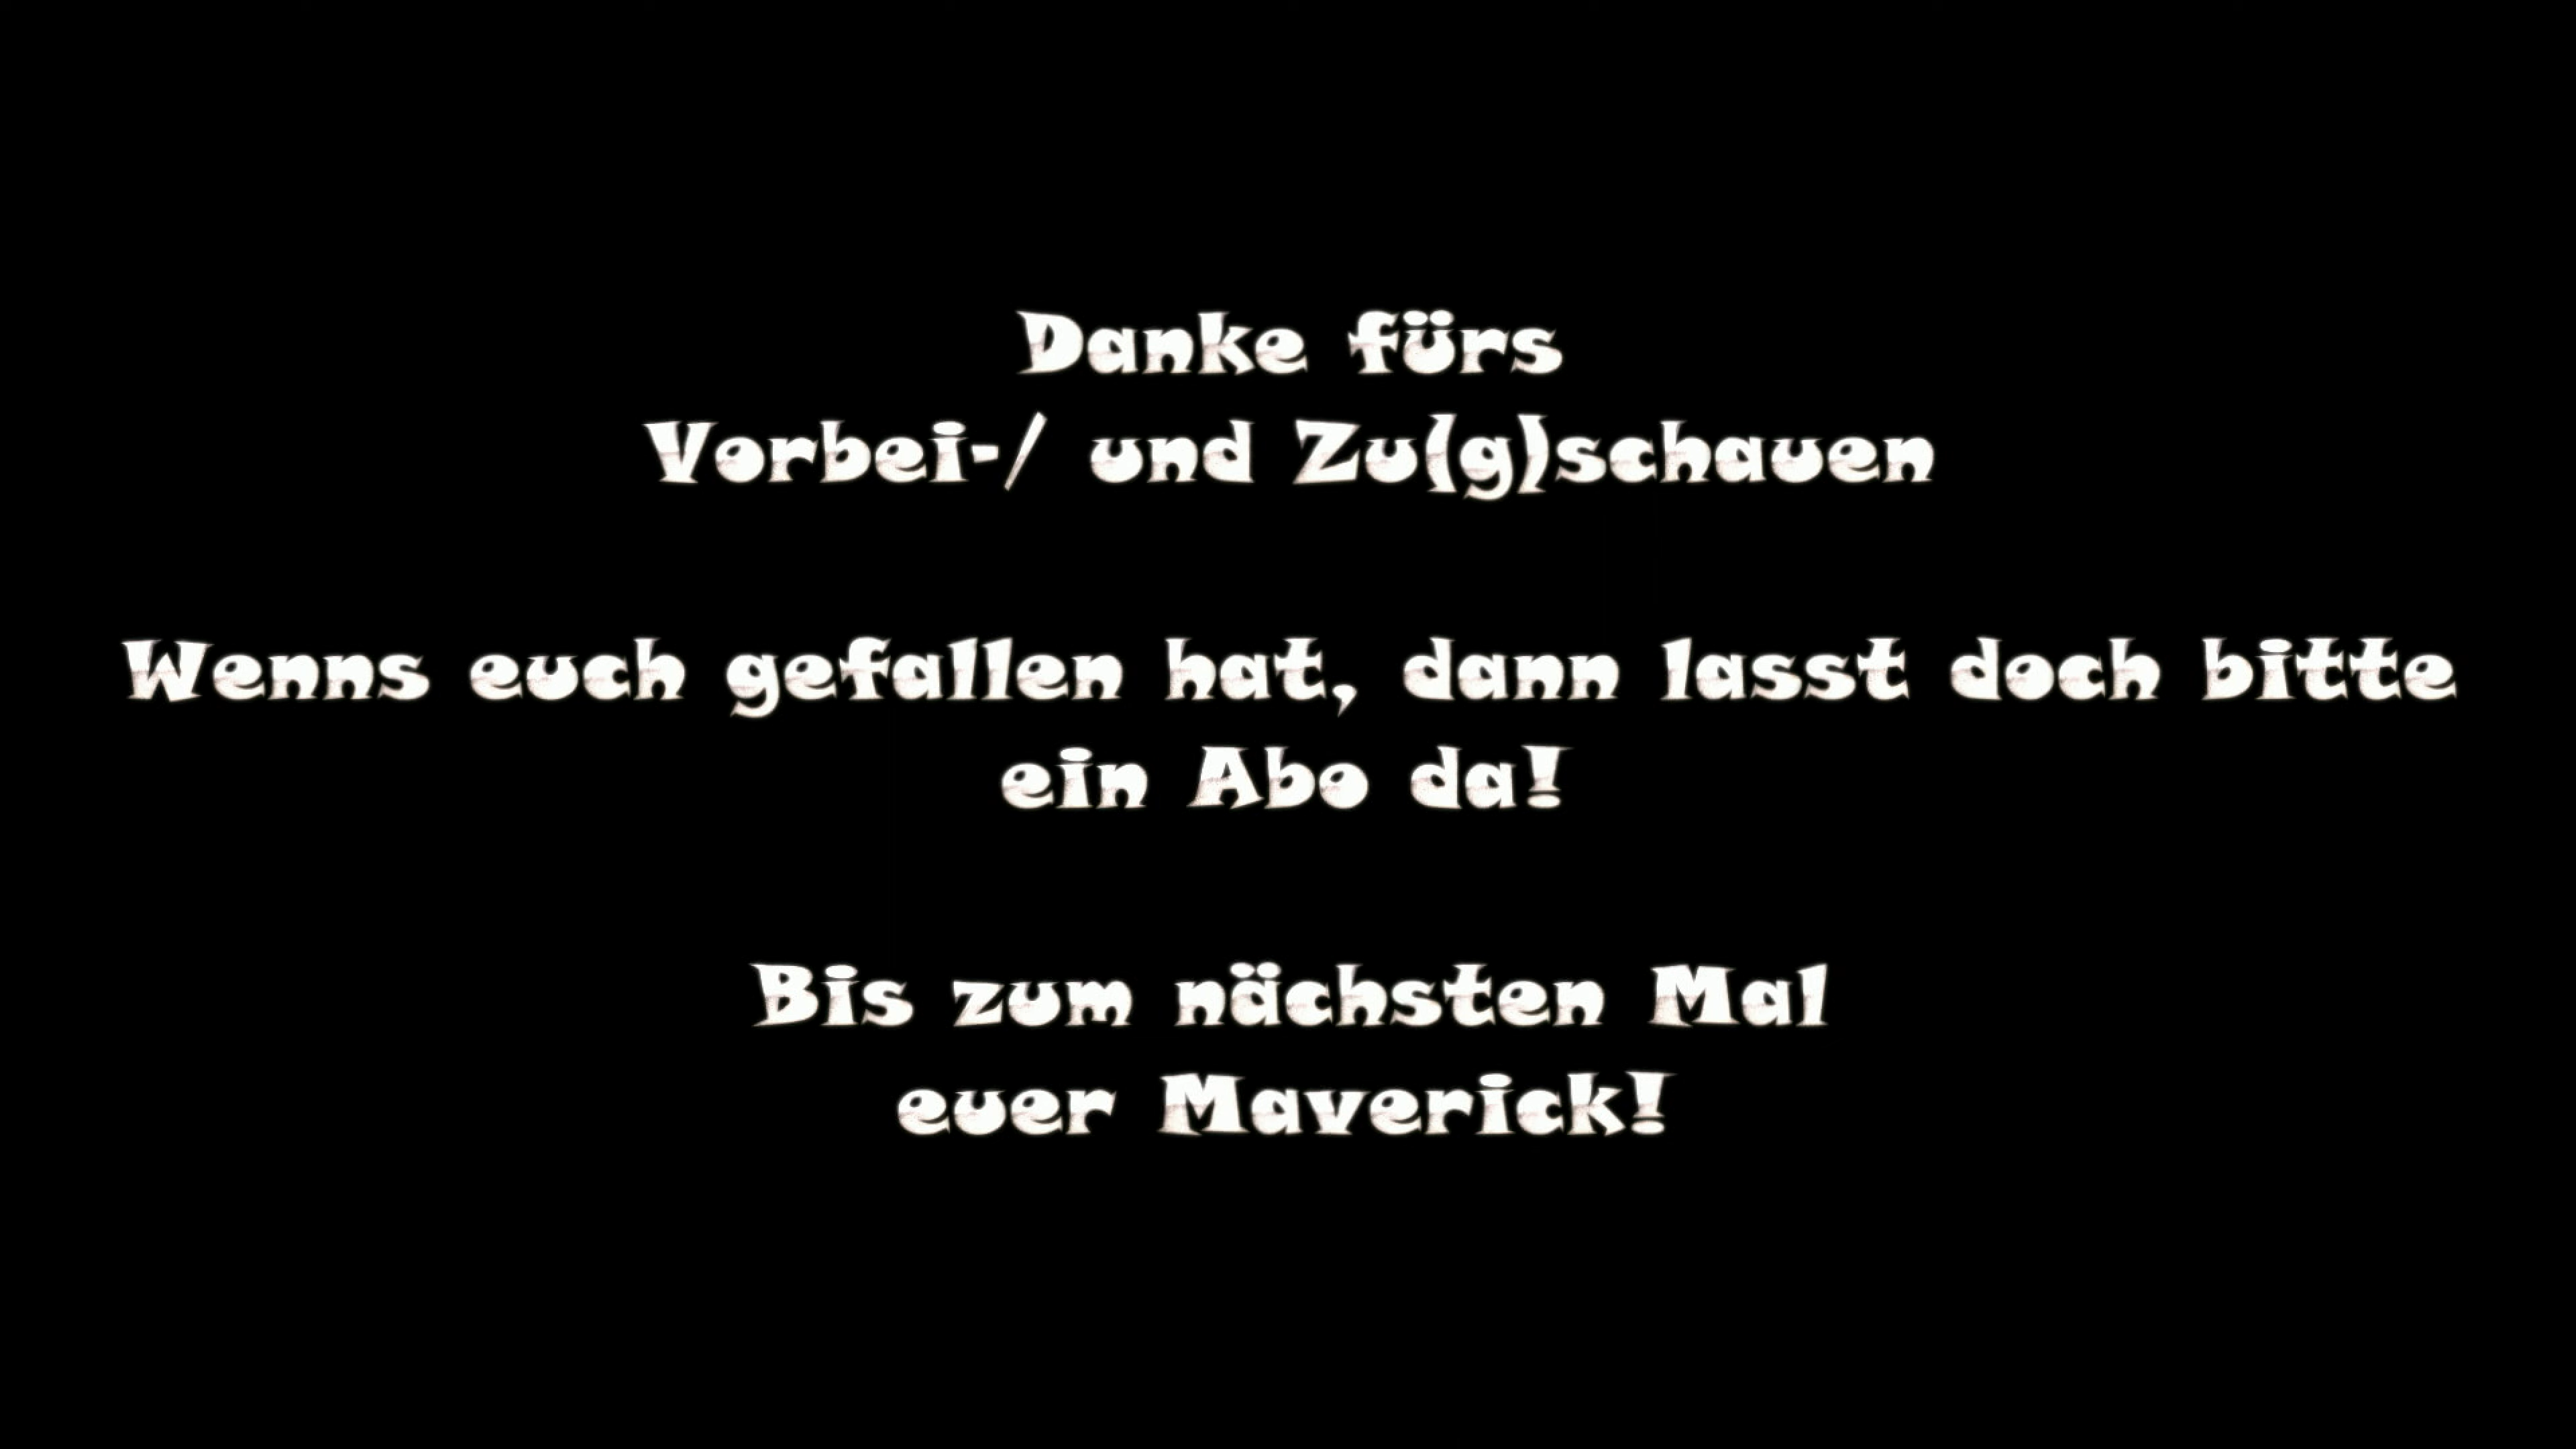 Danke fürs
Vorbei-/ und Zu(g)schauen
Wenns euch gefallen hat, dann lasst doch bitte
ein Abo da!
Bis zum nächsten Mal
euer Maverick!